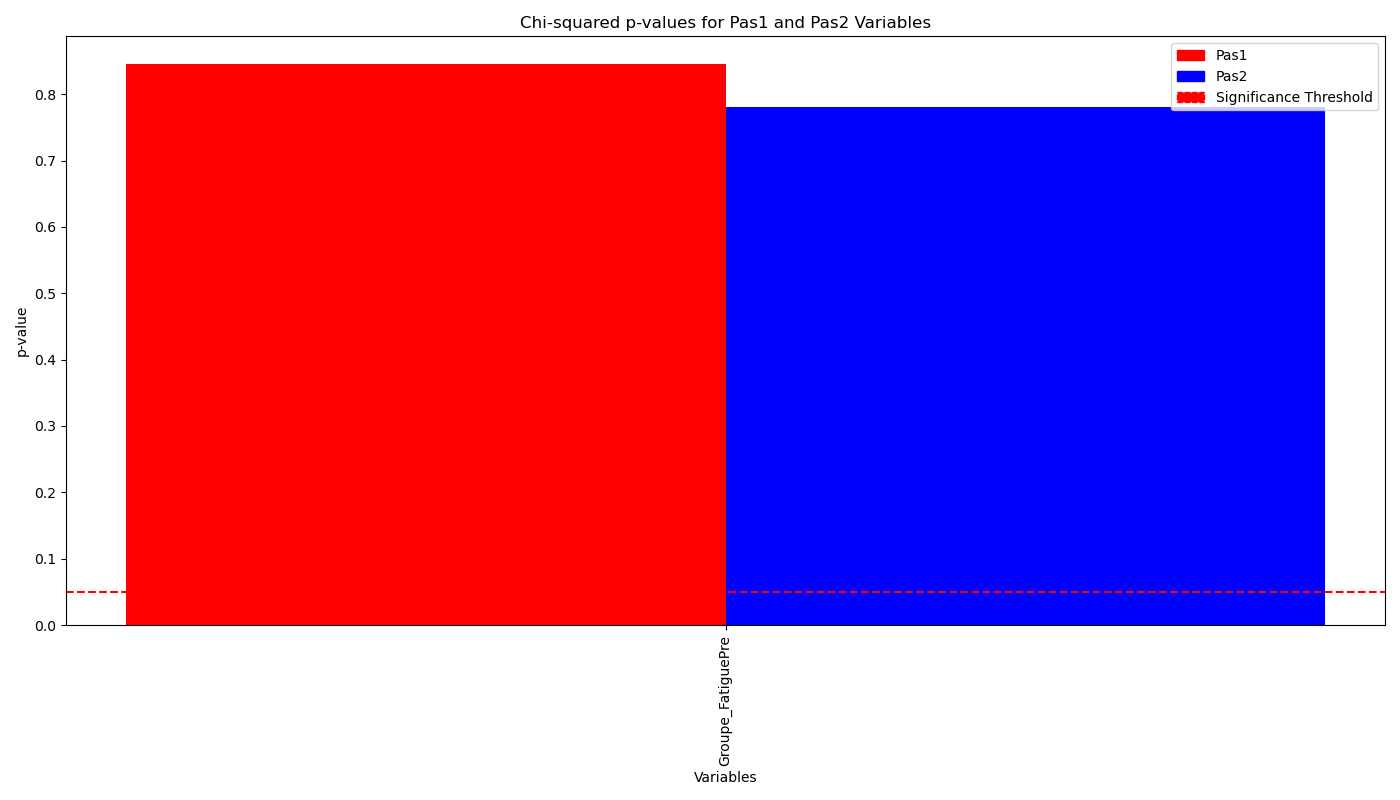 Chi-squared p-values for Pas1 and Pas2 Variables
Pas1
Pas2
Significance Threshold
p-value
0.8
0.7
0.6
0.5
0.4
0.3
0.2
0.1
0.0
Groupe_FatiguePre
Variables